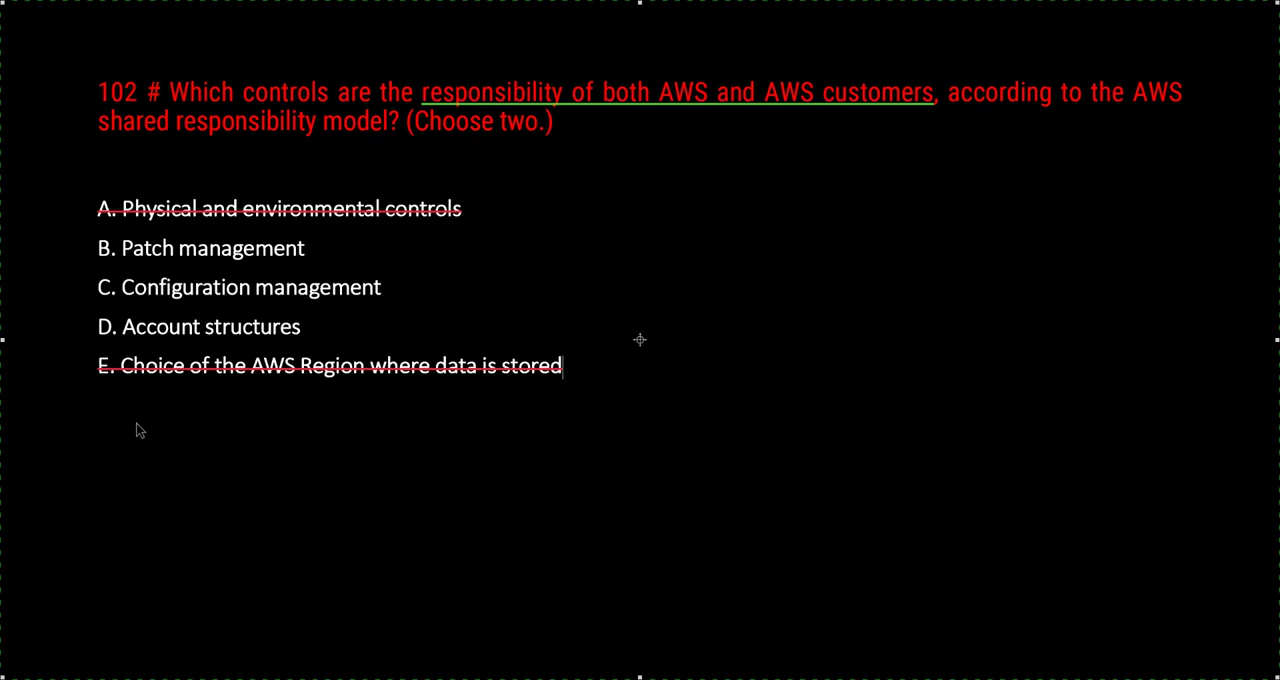 102 # Which controls are the responsibility of both AWS and AWS customers, according to the AWS
shared responsibility model? (Choose two.)
A. Physical and environmental controls
B. Patch management
C. Configuration management
D. Account structures
E. Choice of the AWS Region where data is stored